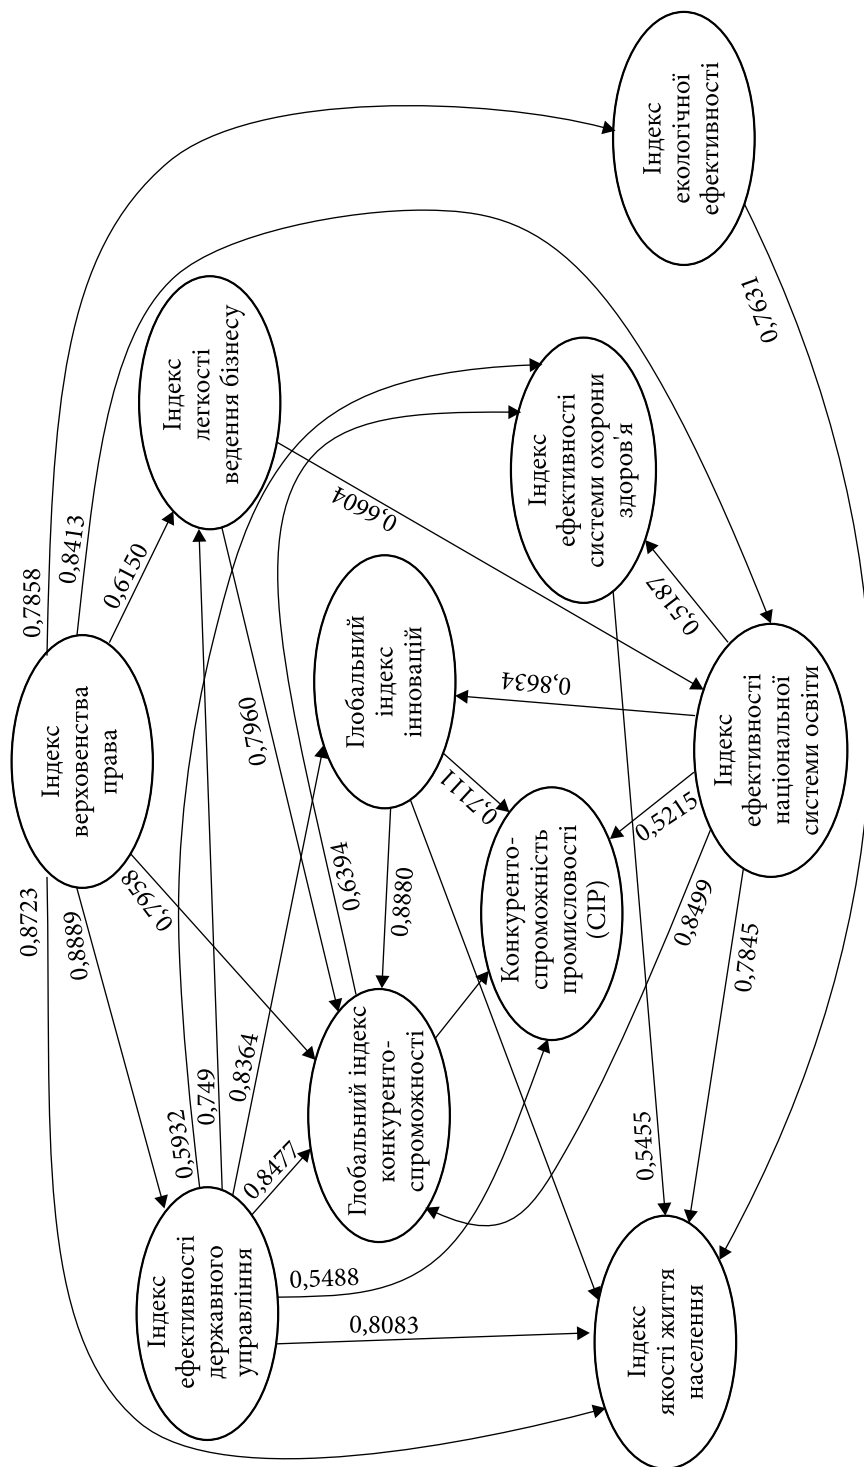 Індекс
верховенства
права
Індекс
легкості
ведення бізнесу
Індекс
екологічної
ефективності
Індекс
ефективності
державного
управління
Глобальний індекс
конкуренто-
спроможності
Глобальний
індекс
інновацій
Індекс
ефективності
системи охорони
здоров'я
Конкуренто-
спроможність
промисловості
(CIP)
Індекс
якості життя
населення
Індекс
ефективності
національної
системи освіти
0,8723
0,7858
0,8889
0,8413
0,7958
0,6150
0,5932
0,749
0,8364
0,7960
0,8477
0,6394
0,6604
0,5488
0,8880
0,7111
0,8634
0,5187
0,8083
0,5215
0,8499
0,5455
0,7845
0,7631